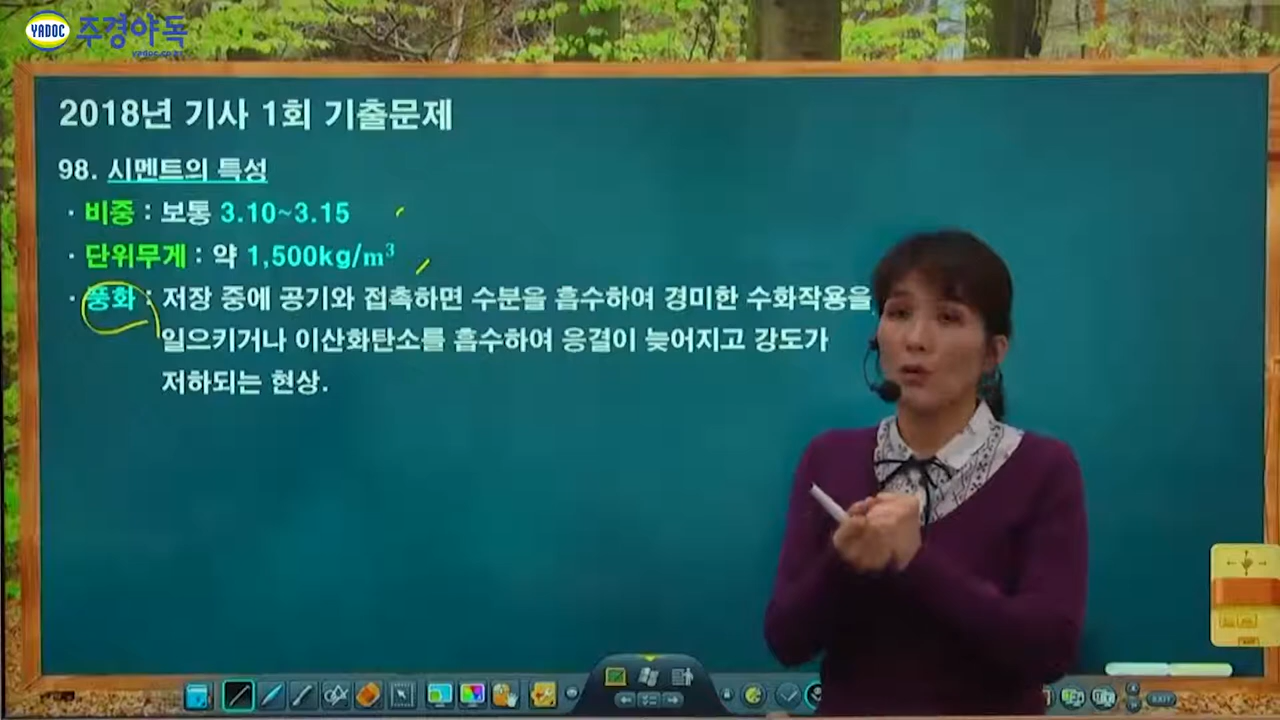 YADOC 주경야독
yadoc.co.kr
2018년 기사 1회 기출문제
98. 시멘트의 특성
· 비중 : 보통 3.10~3.15
· 단위무게 : 약 1,500kg/m³
· 풍화 : 저장 중에 공기와 접촉하면 수분을 흡수하여 경미한 수화작용을
일으키거나 이산화탄소를 흡수하여 응결이 늦어지고 강도가
저하되는 현상.
EXIT